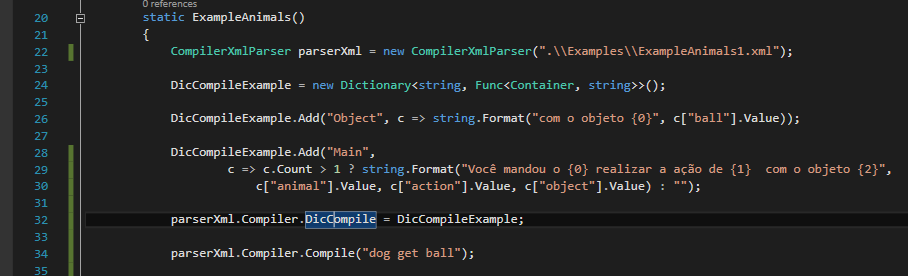 0 references
20 static ExampleAnimals()
21 {
22 CompilerXmlParser parserXml = new CompilerXmlParser(".\\Examples\\ExampleAnimals1.xml");
23
24 DicCompileExample = new Dictionary<string, Func<Container, string>>();
25
26 DicCompileExample.Add("Object", c => string.Format("com o objeto {0}", c["ball"].Value));
27
28 DicCompileExample.Add("Main",
29 c => c.Count > 1 ? string.Format("Você mandou o {0} realizar a ação de {1}  com o objeto {2}",
30 c["animal"].Value, c["action"].Value, c["object"].Value) : "");
31
32 parserXml.Compiler.DicCompile = DicCompileExample;
33
34 parserXml.Compiler.Compile("dog get ball");
35